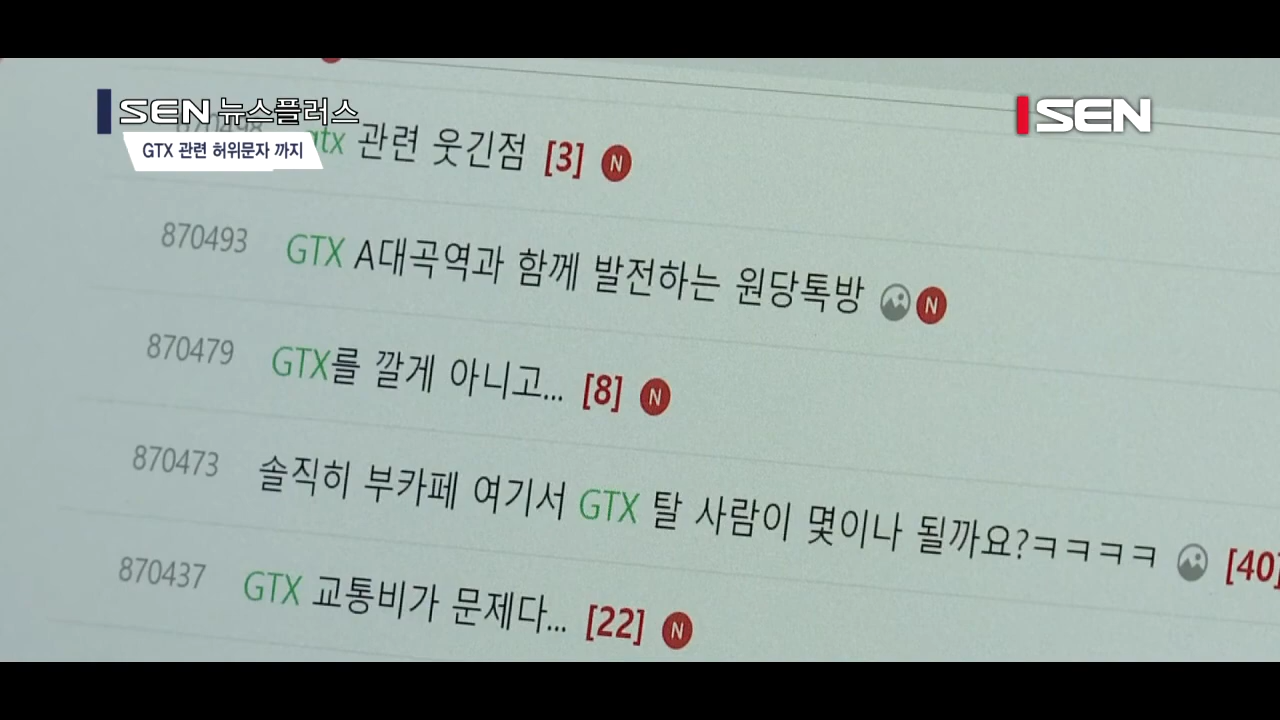 SEN 뉴스플러스
SEN
GTX 관련 허위문자 까지
870498 gtx 관련 웃긴점 [3] N
870493 GTX A대곡역과 함께 발전하는 원당톡방 N
870479 GTX를 깔게 아니고... [8] N
870473 솔직히 부카페 여기서 GTX 탈 사람이 몇이나 될까요?ㅋㅋㅋㅋ [40]
870437 GTX 교통비가 문제다... [22] N